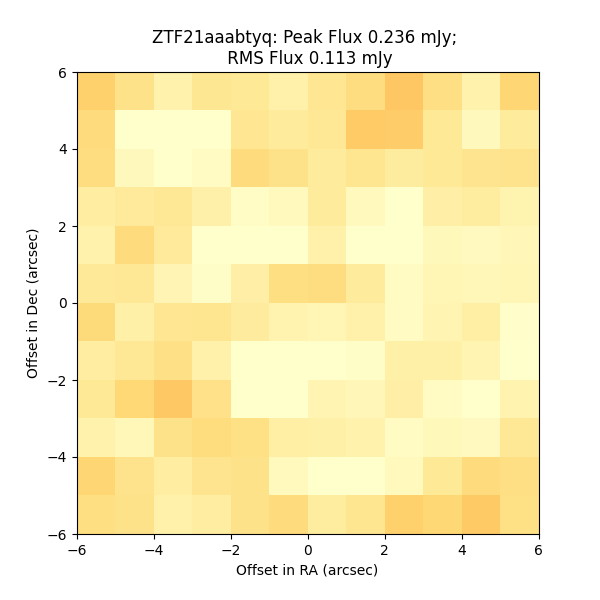 ZTF21aaabtyq: Peak Flux 0.236 mJy;
RMS Flux 0.113 mJy
6
4
2
0
−2
−4
−6
Offset in Dec (arcsec)
−6 −4 −2 0 2 4 6
Offset in RA (arcsec)